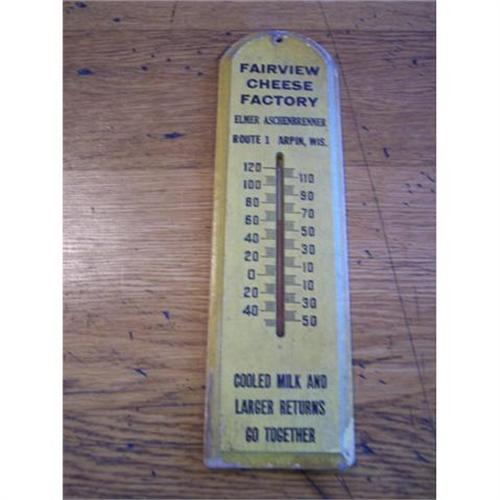 FAIRVIEW
CHEESE
FACTORY
ELMER ASCHENBRENNER
ROUTE 1 ARPIN, WIS.
120
110
100
90
80
70
60
50
40
30
20
10
0
10
20
30
40
50
COOLED MILK AND
LARGER RETURNS
GO TOGETHER